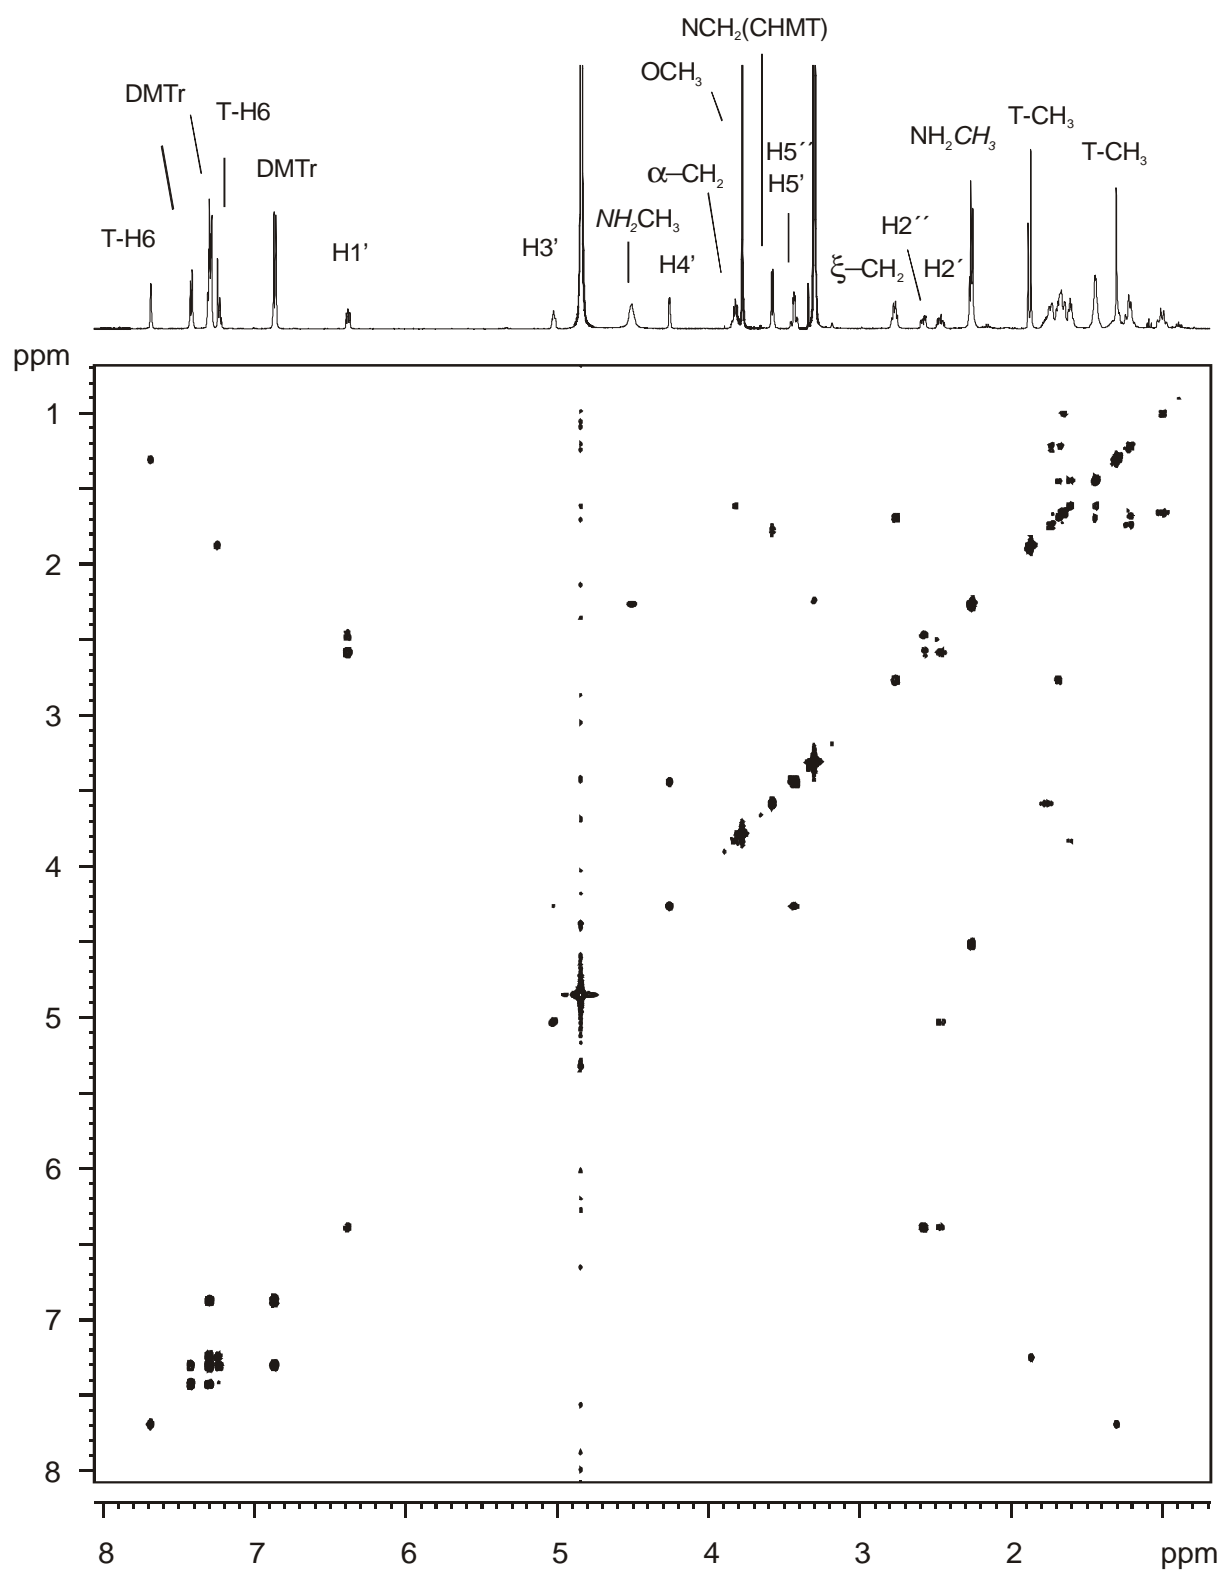 NCH₂(CHMT)
OCH₃
DMTr
T-H6
T-CH₃
NH₂CH₃
H5´´
T-CH₃
DMTr
α–CH₂
H5’
NH₂CH₃
H2´´
T-H6
H1’
H3’
H4’
ξ–CH₂
H2´
ppm
1
2
3
4
5
6
7
8
8 7 6 5 4 3 2 ppm